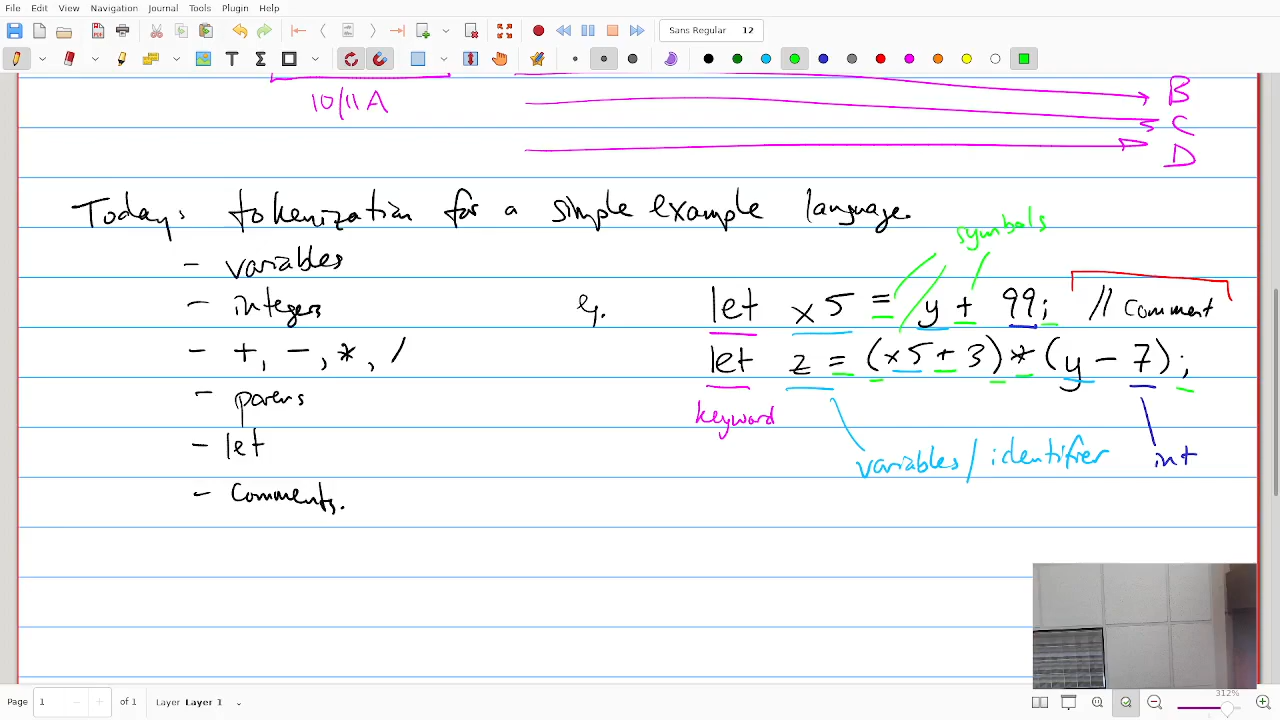 File Edit View Navigation Journal Tools Plugin Help
Sans Regular 12
10/11 A
B
C
D
Today: tokenization for a simple example language.
- variables
- integers
- +, -, *, /
- parens
- let
- comments.
symbols
eg. let x5 = y + 99; // comment
let z = (x5 + 3) * (y - 7);
keyword
variables / identifier
int
Page 1 of 1 Layer Layer 1
312%